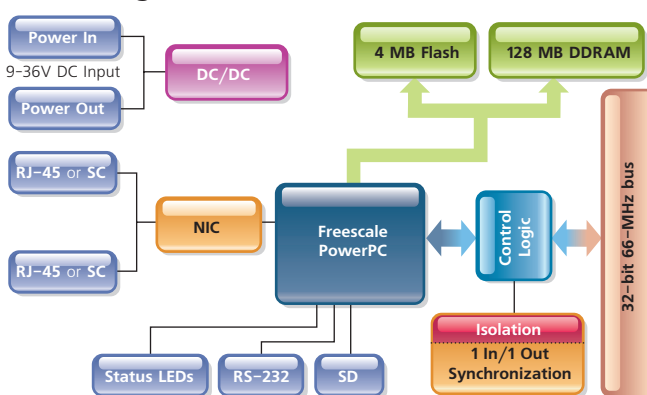 Power In
9-36V DC Input
Power Out
DC/DC
4 MB Flash
128 MB DDRAM
RJ-45 or SC
RJ-45 or SC
NIC
Freescale
PowerPC
Control
Logic
32-bit 66-MHz bus
Isolation
1 In/1 Out
Synchronization
Status LEDs
RS-232
SD